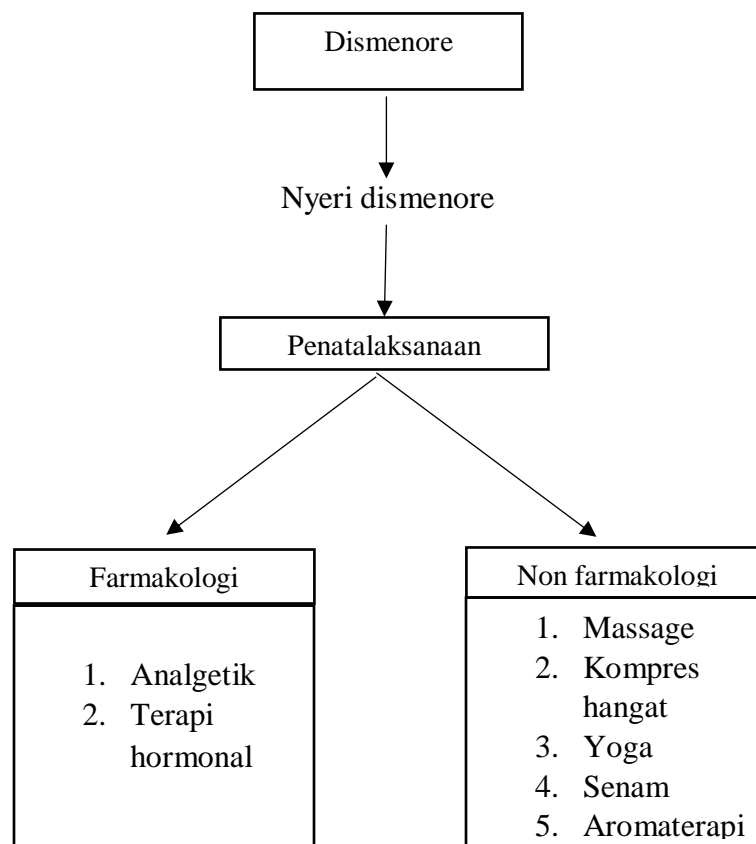 Dismenore
Nyeri dismenore
Penatalaksanaan
Farmakologi
1. Analgetik
2. Terapi
hormonal
Non farmakologi
1. Massage
2. Kompres
hangat
3. Yoga
4. Senam
5. Aromaterapi